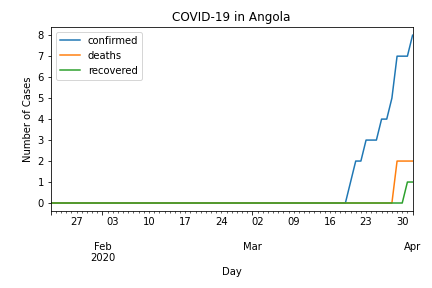 COVID-19 in Angola
confirmed
deaths
recovered
Number of Cases
8
7
6
5
4
3
2
1
0
27 03 10 17 24 02 09 16 23 30
Feb Mar Apr
2020
Day